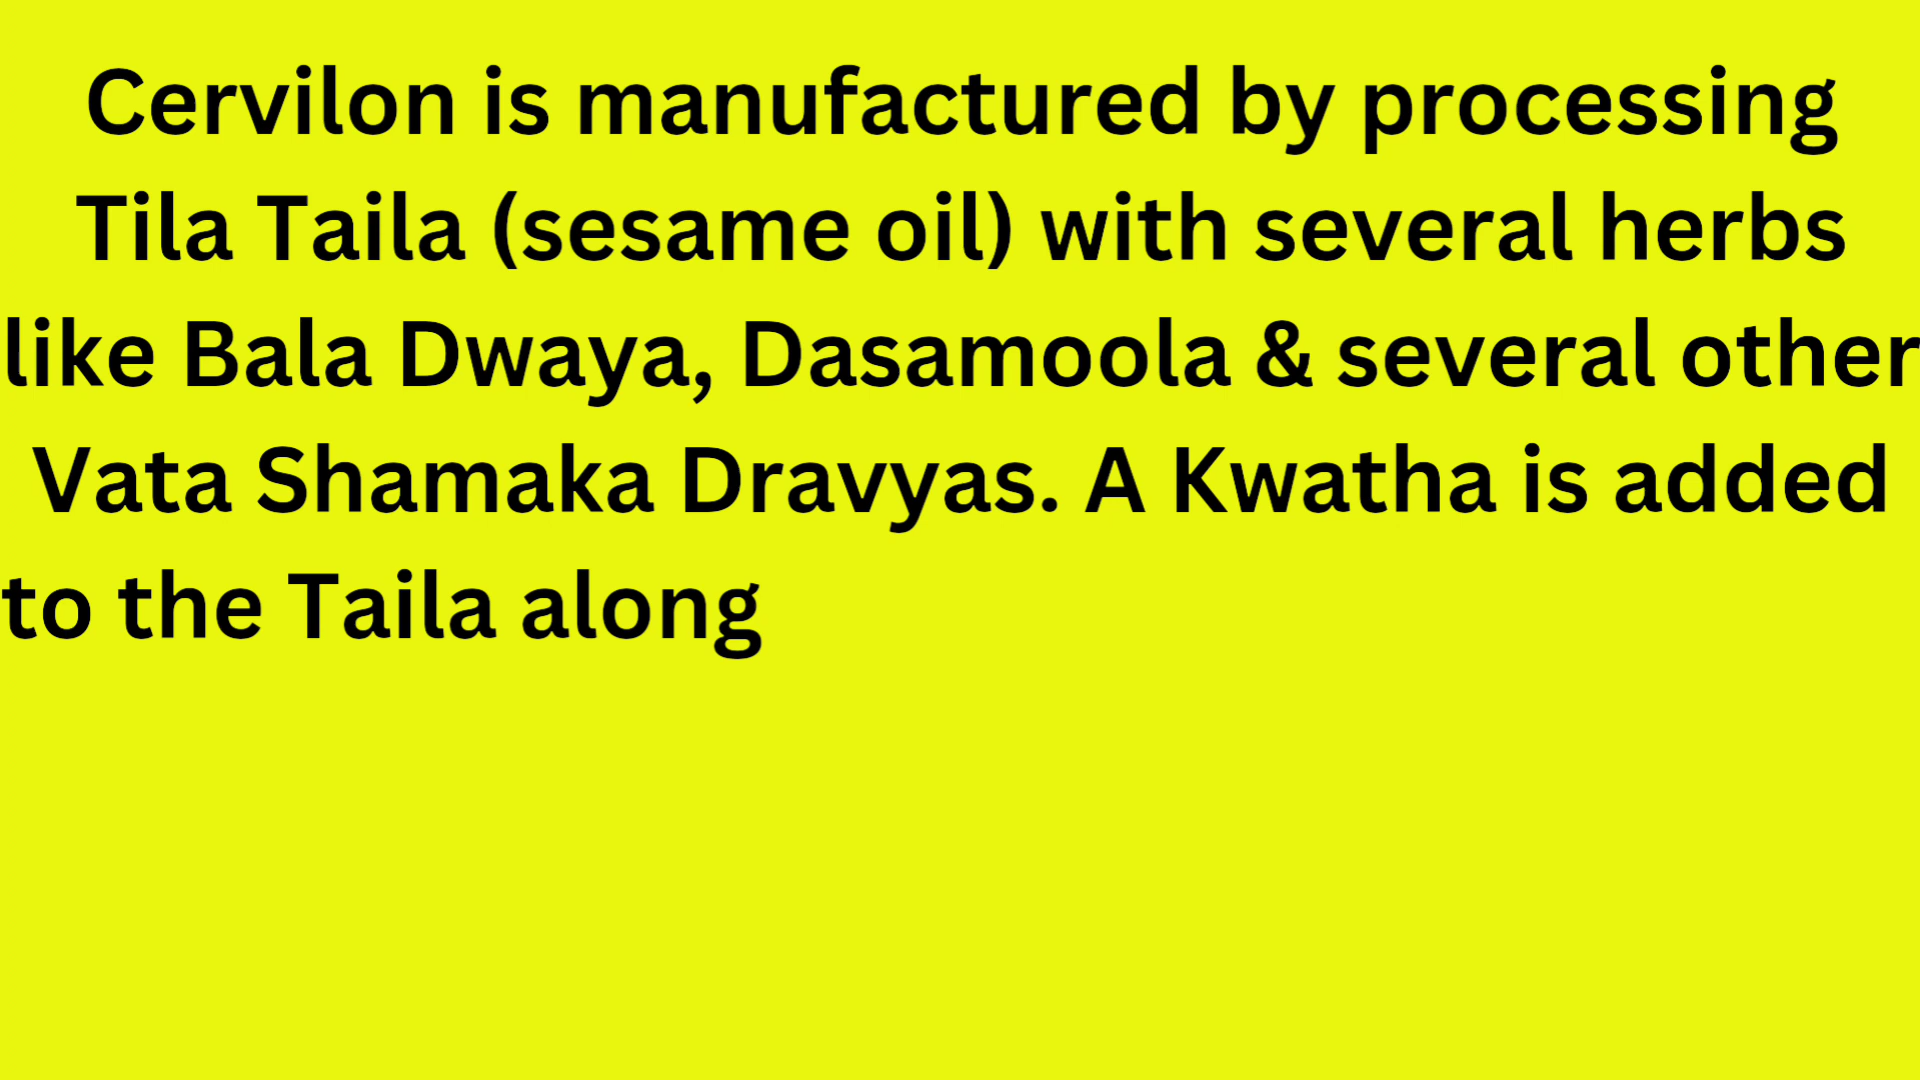 Cervilon is manufactured by processing
Tila Taila (sesame oil) with several herbs
like Bala Dwaya, Dasamoola & several other
Vata Shamaka Dravyas. A Kwatha is added
to the Taila along